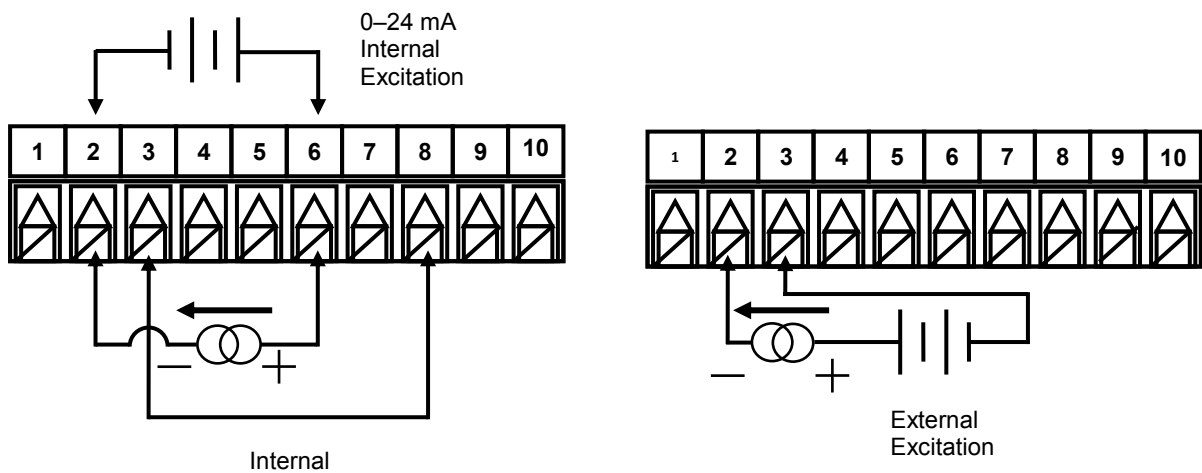 0–24 mA
Internal
Excitation
1 2 3 4 5 6 7 8 9 10
— +
Internal
1 2 3 4 5 6 7 8 9 10
— +
External
Excitation